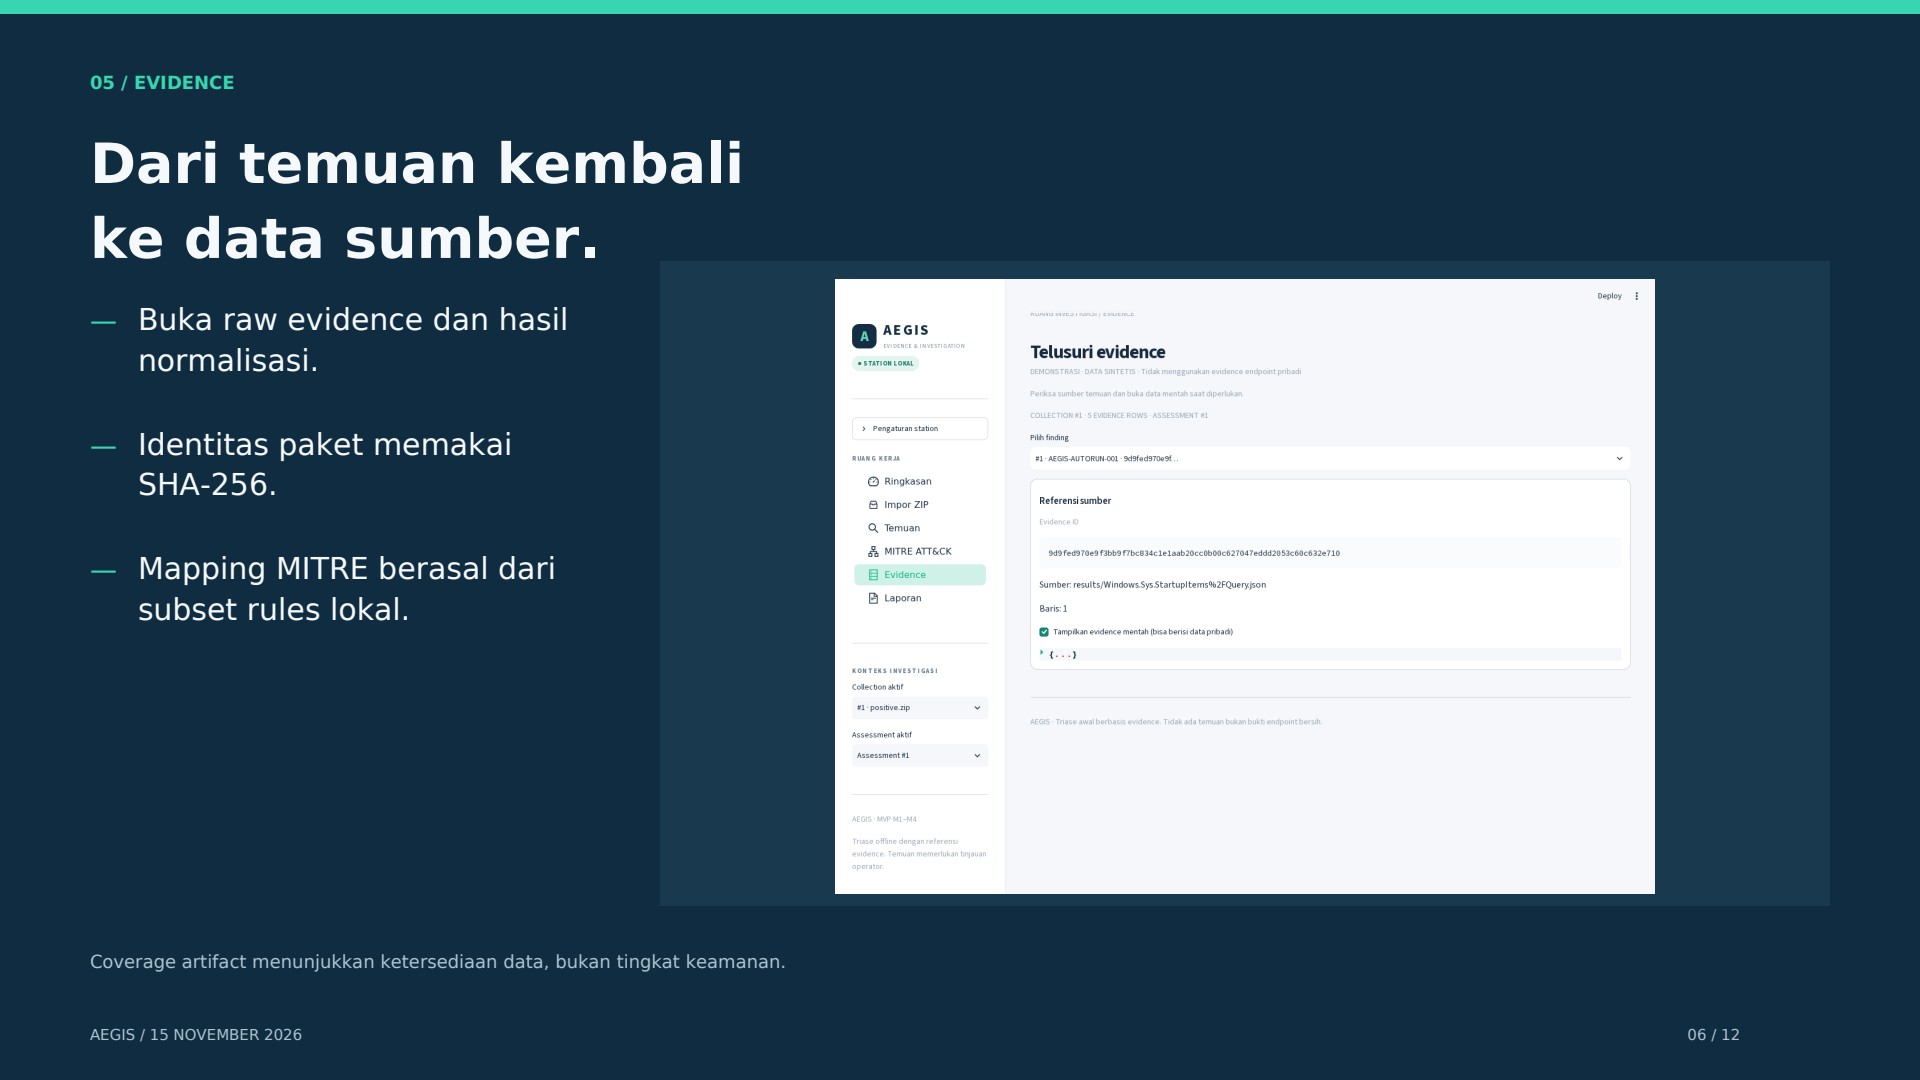 05 / EVIDENCE
Dari temuan kembali
ke data sumber.
— Buka raw evidence dan hasil
normalisasi.
— Identitas paket memakai
SHA-256.
— Mapping MITRE berasal dari
subset rules lokal.
A AEGIS
EVIDENCE & INVESTIGATION
• STATION LOKAL
Pengaturan station
RUANG KERJA
Ringkasan
Impor ZIP
Temuan
MITRE ATT&CK
Evidence
Laporan
KONTEKS INVESTIGASI
Collection aktif
#1 · positive.zip
Assessment aktif
Assessment #1
AEGIS · MVP M1–M4
Triase offline dengan referensi
evidence. Temuan memerlukan tinjauan
operator.
Deploy
RUANG INVESTIGASI / EVIDENCE
Telusuri evidence
DEMONSTRASI · DATA SINTETIS · Tidak menggunakan evidence endpoint pribadi
Periksa sumber temuan dan buka data mentah saat diperlukan.
COLLECTION #1 · 5 EVIDENCE ROWS · ASSESSMENT #1
Pilih finding
#1 · AEGIS-AUTORUN-001 · 9d9fed970e9f…
Referensi sumber
Evidence ID
9d9fed970e9f3bb9f7bc834c1e1aab20cc0b00c627047eddd2053c60c632e710
Sumber: results/Windows.Sys.StartupItems%2FQuery.json
Baris: 1
Tampilkan evidence mentah (bisa berisi data pribadi)
{...}
AEGIS · Triase awal berbasis evidence. Tidak ada temuan bukan bukti endpoint bersih.
Coverage artifact menunjukkan ketersediaan data, bukan tingkat keamanan.
AEGIS / 15 NOVEMBER 2026
06 / 12